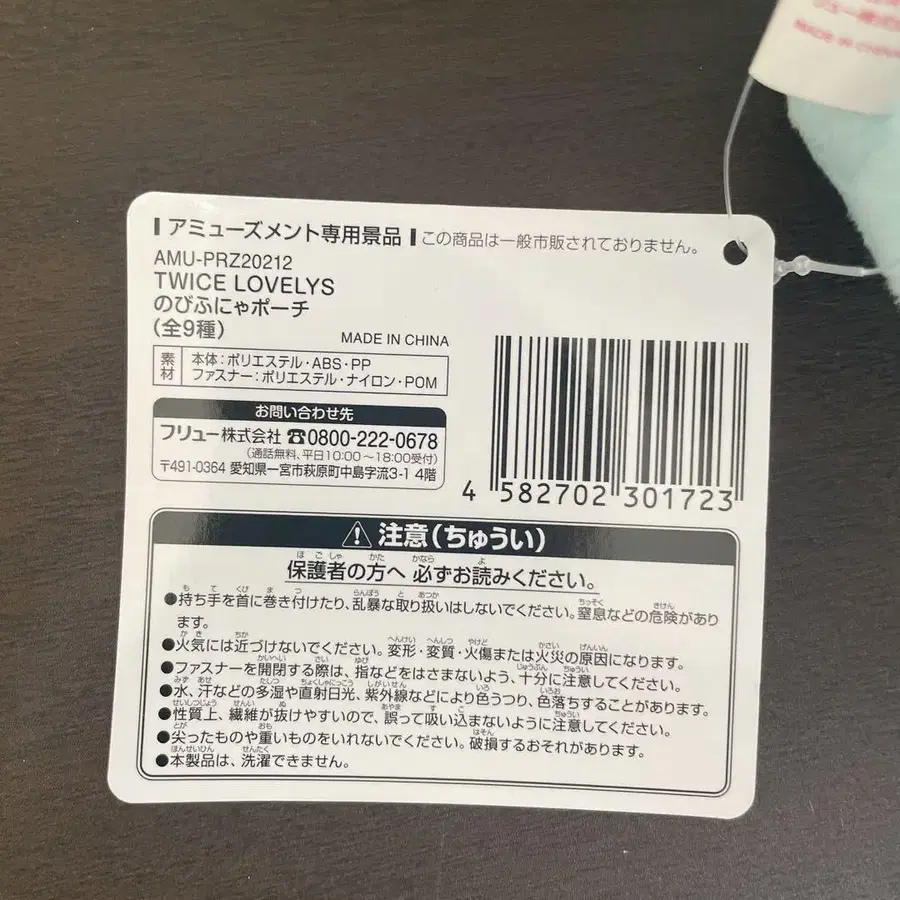 アミューズメント専用景品 この商品は一般市販されておりません。
AMU-PRZ20212
TWICE LOVELYS
のびふにゃポーチ
(全9種)
MADE IN CHINA
素材 本体:ポリエステル・ABS・PP
ファスナー:ポリエステル・ナイロン・POM
お問い合わせ先
フリュー株式会社 ☎0800-222-0678
(通話無料、平日10:00〜18:00受付)
〒491-0364 愛知県一宮市萩原町中島字流3-1 4階
4 582702 301723
⚠ 注意(ちゅうい)
保護者の方へ 必ずお読みください。
●持ち手を首に巻き付けたり、乱暴な取り扱いはしないでください。窒息などの危険があり
ます。
●火気には近づけないでください。変形・変質・火傷または火災の原因になります。
●ファスナーを開閉する際は、指などをはさまないよう、十分に注意してください。
●水、汗などの多湿や直射日光、紫外線などにより色うつり、色落ちすることがあります。
●性質上、繊維が抜けやすいので、誤って吸い込まないように注意してください。
●尖ったものや重いものをいれないでください。破損するおそれがあります。
●本製品は、洗濯できません。
MADE IN CHINA